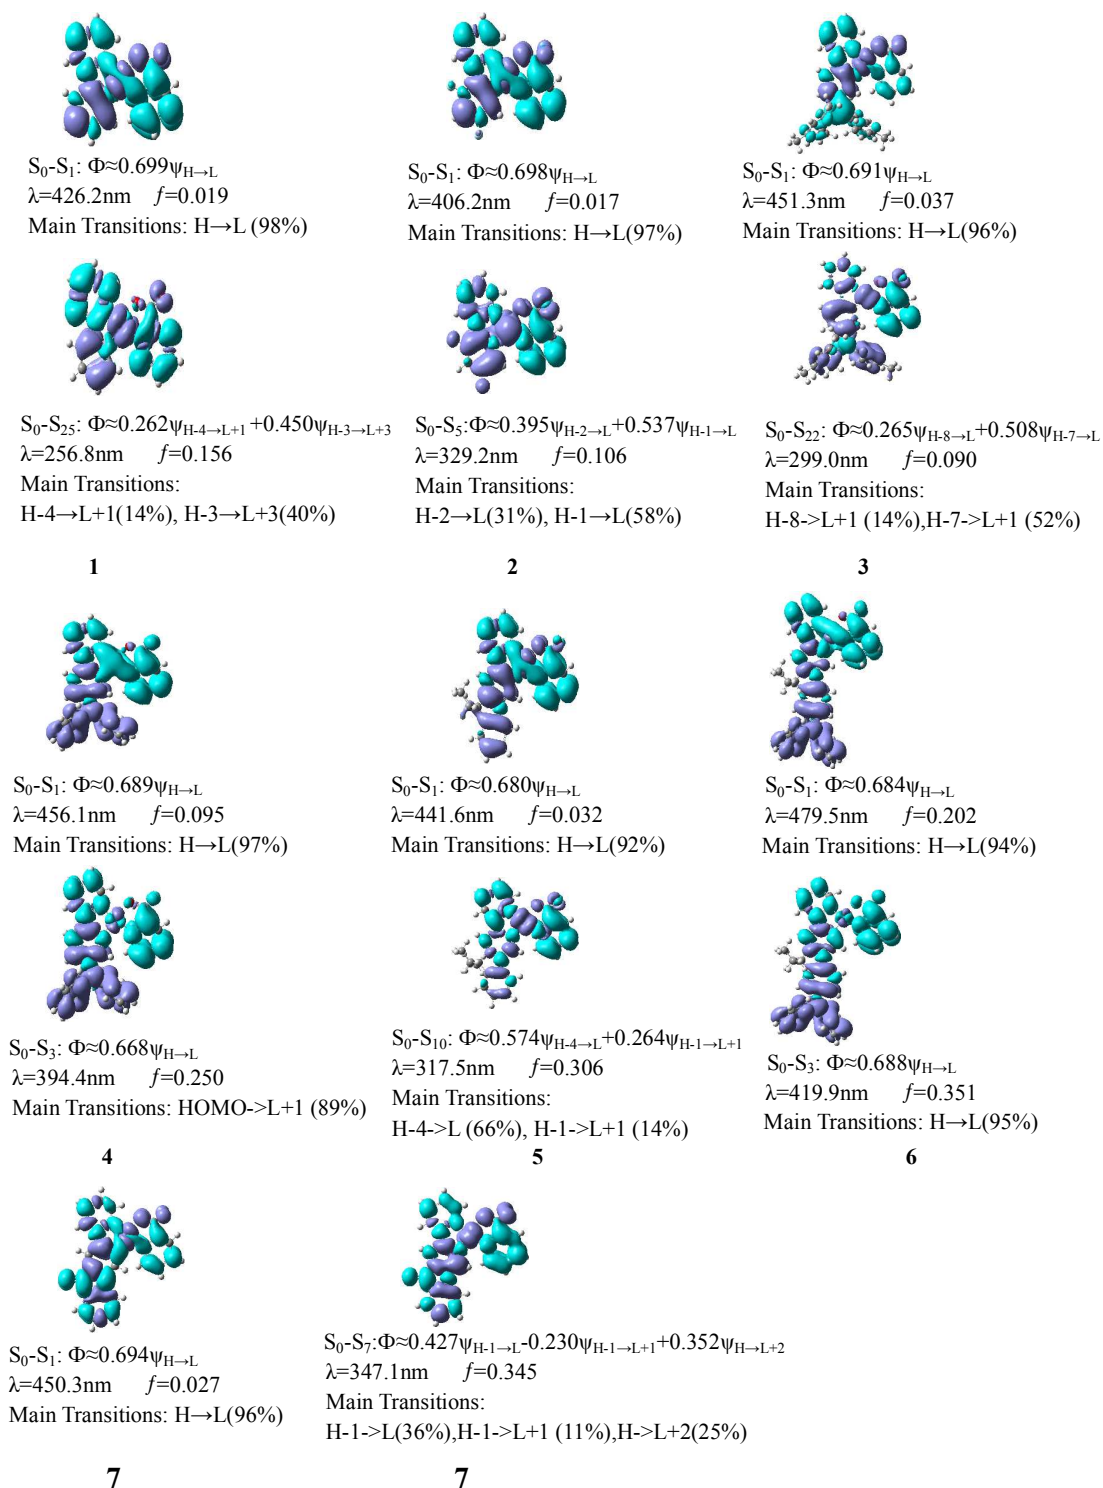 S₀-S₁: Φ≈0.699ψH→L
λ=426.2nm f=0.019
Main Transitions: H→L (98%)
S₀-S₁: Φ≈0.698ψH→L
λ=406.2nm f=0.017
Main Transitions: H→L(97%)
S₀-S₁: Φ≈0.691ψH→L
λ=451.3nm f=0.037
Main Transitions: H→L(96%)
S₀-S₂₅: Φ≈0.262ψH-4→L+1 +0.450ψH-3→L+3
λ=256.8nm f=0.156
Main Transitions:
H-4→L+1(14%), H-3→L+3(40%)
S₀-S₅:Φ≈0.395ψH-2→L+0.537ψH-1→L
λ=329.2nm f=0.106
Main Transitions:
H-2→L(31%), H-1→L(58%)
S₀-S₂₂: Φ≈0.265ψH-8→L+0.508ψH-7→L
λ=299.0nm f=0.090
Main Transitions:
H-8->L+1 (14%),H-7->L+1 (52%)
1
2
3
S₀-S₁: Φ≈0.689ψH→L
λ=456.1nm f=0.095
Main Transitions: H→L(97%)
S₀-S₁: Φ≈0.680ψH→L
λ=441.6nm f=0.032
Main Transitions: H→L(92%)
S₀-S₁: Φ≈0.684ψH→L
λ=479.5nm f=0.202
Main Transitions: H→L(94%)
S₀-S₃: Φ≈0.668ψH→L
λ=394.4nm f=0.250
Main Transitions: HOMO->L+1 (89%)
S₀-S₁₀: Φ≈0.574ψH-4→L+0.264ψH-1→L+1
λ=317.5nm f=0.306
Main Transitions:
H-4->L (66%), H-1->L+1 (14%)
S₀-S₃: Φ≈0.688ψH→L
λ=419.9nm f=0.351
Main Transitions: H→L(95%)
4
5
6
S₀-S₁: Φ≈0.694ψH→L
λ=450.3nm f=0.027
Main Transitions: H→L(96%)
S₀-S₇:Φ≈0.427ψH-1→L-0.230ψH-1→L+1+0.352ψH→L+2
λ=347.1nm f=0.345
Main Transitions:
H-1->L(36%),H-1->L+1 (11%),H->L+2(25%)
7
7